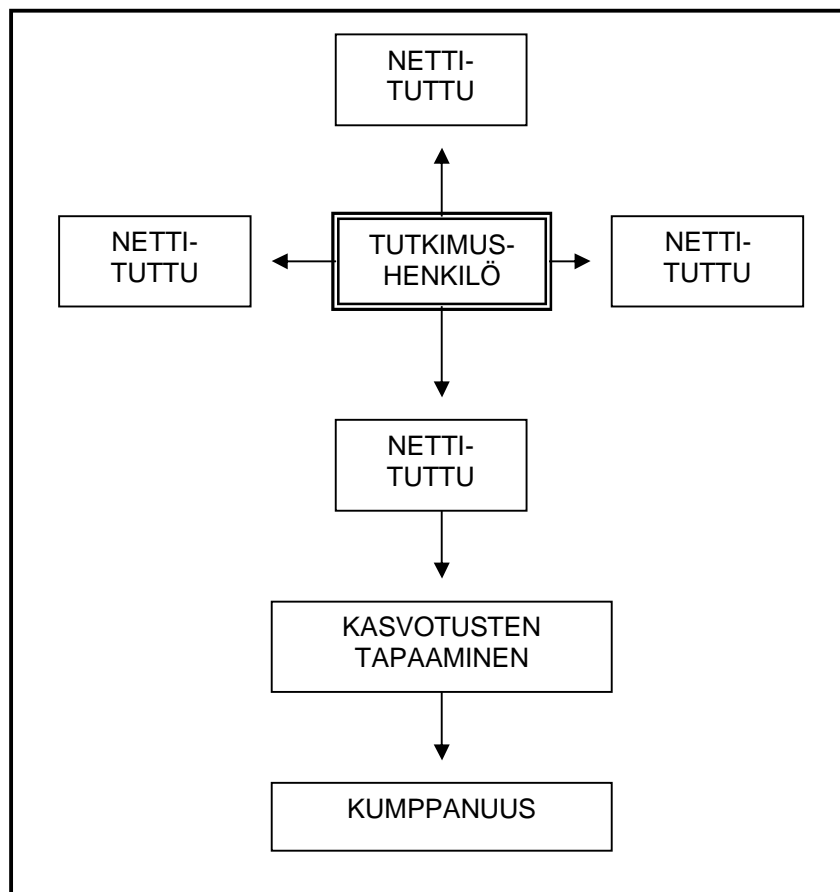 NETTI-
TUTTU
NETTI-
TUTTU
TUTKIMUS-
HENKILÖ
NETTI-
TUTTU
NETTI-
TUTTU
KASVOTUSTEN
TAPAAMINEN
KUMPPANUUS